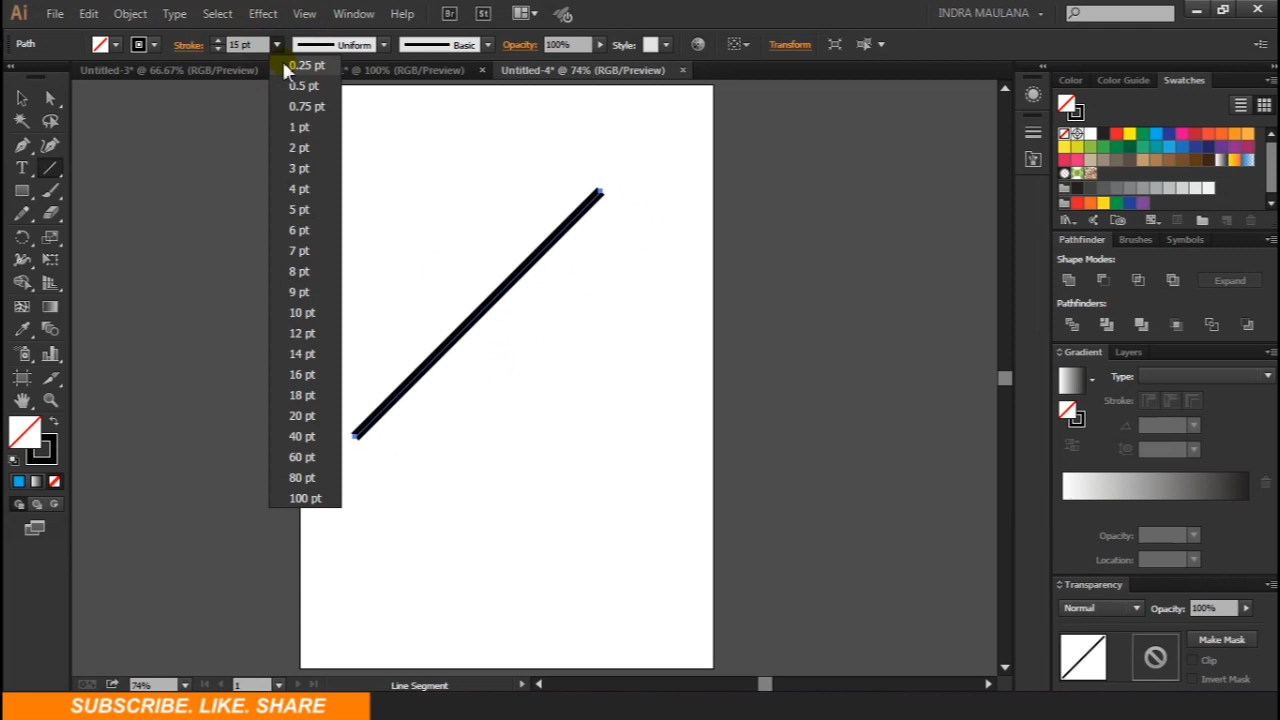 Ai File Edit Object Type Select Effect View Window Help Br St INDRA MAULANA
Path Stroke: 15 pt Uniform Basic Opacity: 100% Style: Transform
Untitled-3* @ 66.67% (RGB/Preview) * @ 100% (RGB/Preview) × Untitled-4* @ 74% (RGB/Preview) ×
0.25 pt
0.5 pt
0.75 pt
1 pt
2 pt
3 pt
4 pt
5 pt
6 pt
7 pt
8 pt
9 pt
10 pt
12 pt
14 pt
16 pt
18 pt
20 pt
40 pt
60 pt
80 pt
100 pt
Color Color Guide Swatches
Pathfinder Brushes Symbols
Shape Modes:
Expand
Pathfinders:
Gradient Layers
Type:
Stroke:
Opacity:
Location:
Transparency
Normal Opacity: 100%
Make Mask
Clip
Invert Mask
74% 1 Line Segment
SUBSCRIBE. LIKE. SHARE